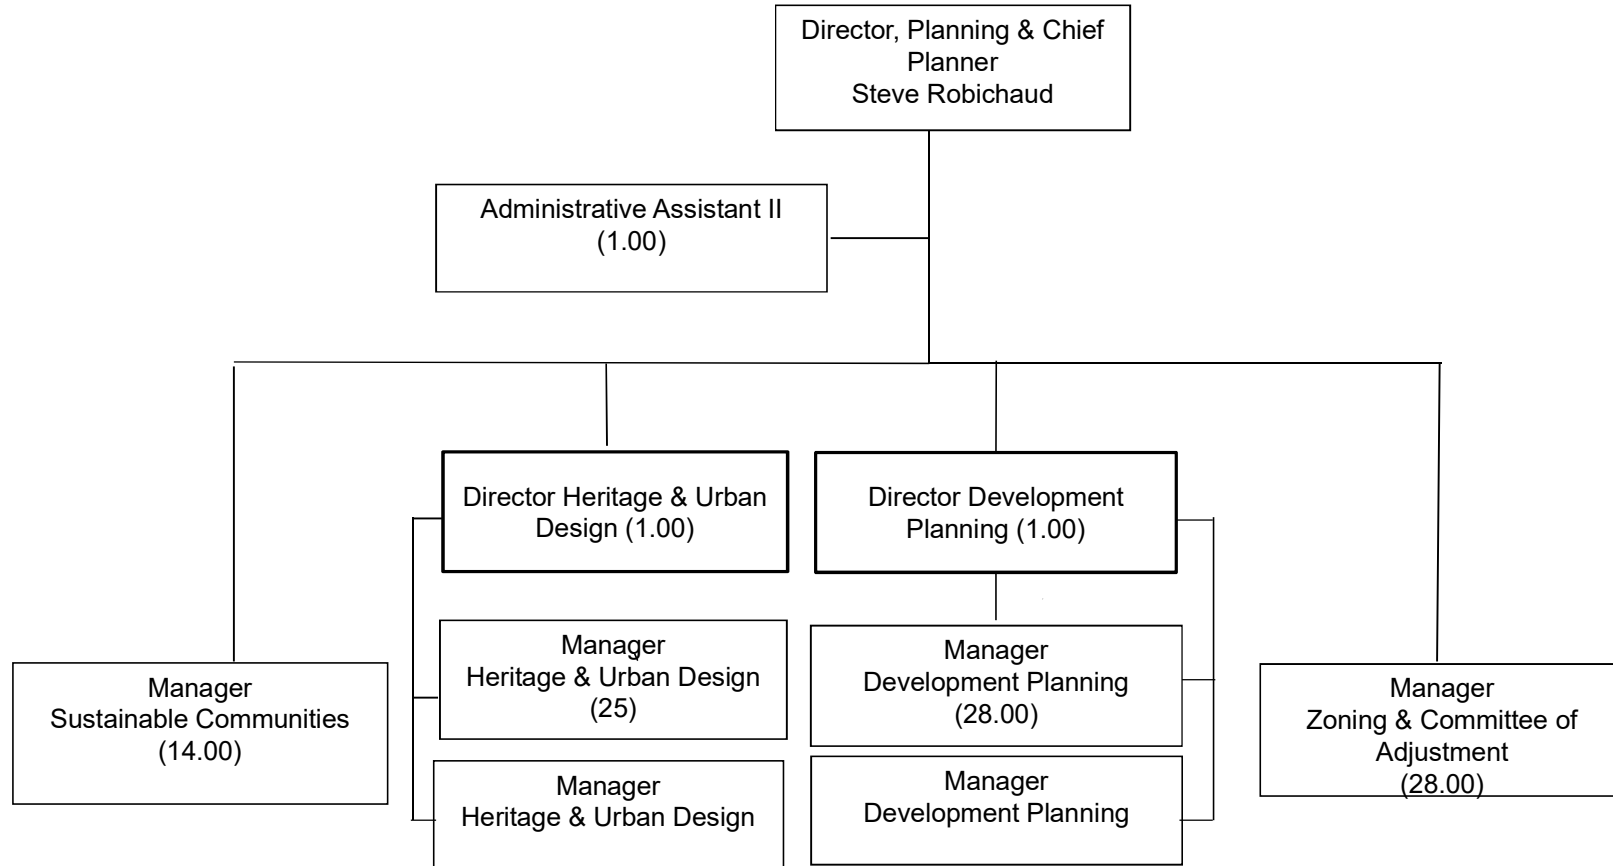 Director, Planning & Chief
Planner
Steve Robichaud
Administrative Assistant II
(1.00)
Director Heritage & Urban
Design (1.00)
Director Development
Planning (1.00)
Manager
Sustainable Communities
(14.00)
Manager
Heritage & Urban Design
(25)
Manager
Development Planning
(28.00)
Manager
Zoning & Committee of
Adjustment
(28.00)
Manager
Heritage & Urban Design
Manager
Development Planning